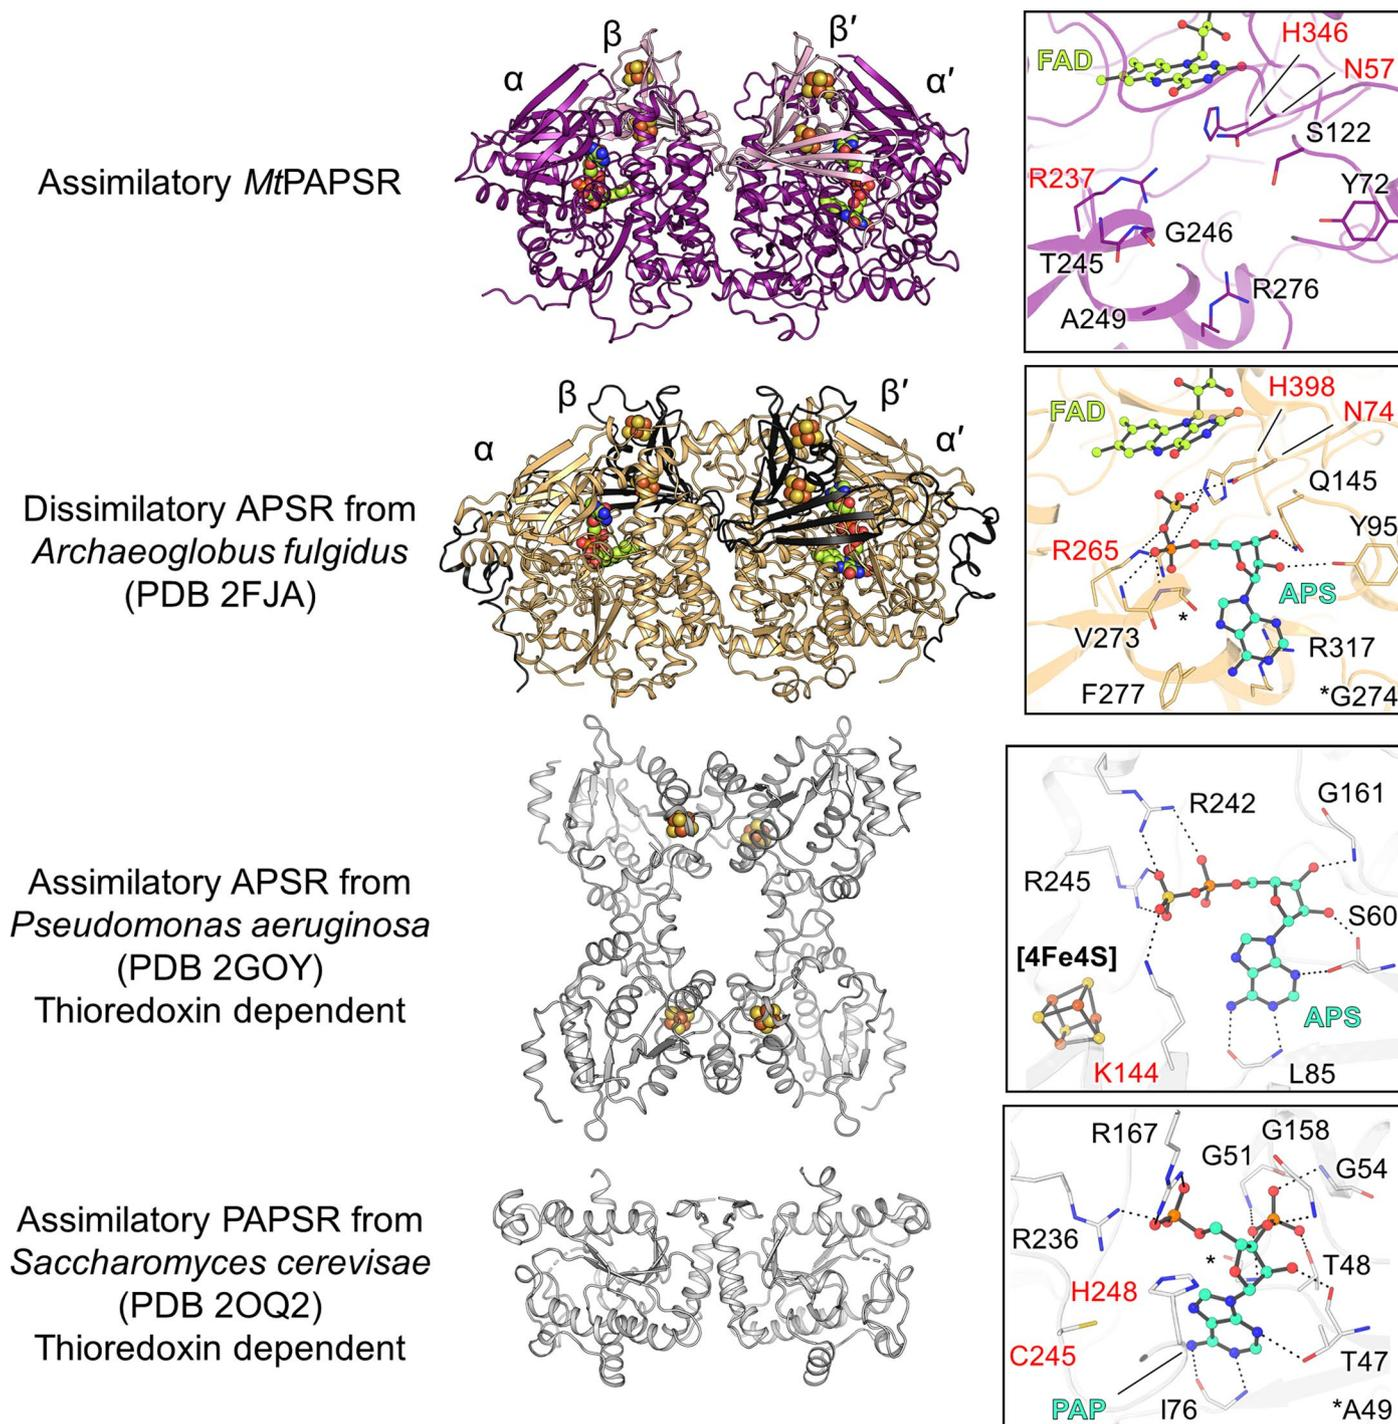 β
β′
α
α′
Assimilatory MtPAPSR
FAD
H346
N57
S122
R237
Y72
G246
T245
R276
A249
β
β′
α
α′
Dissimilatory APSR from
Archaeoglobus fulgidus
(PDB 2FJA)
FAD
H398
N74
Q145
Y95
R265
APS
*
V273
R317
F277
*G274
Assimilatory APSR from
Pseudomonas aeruginosa
(PDB 2GOY)
Thioredoxin dependent
R242
G161
R245
S60
[4Fe4S]
APS
K144
L85
Assimilatory PAPSR from
Saccharomyces cerevisae
(PDB 2OQ2)
Thioredoxin dependent
R167
G158
G51
G54
R236
*
T48
H248
C245
T47
PAP
I76
*A49